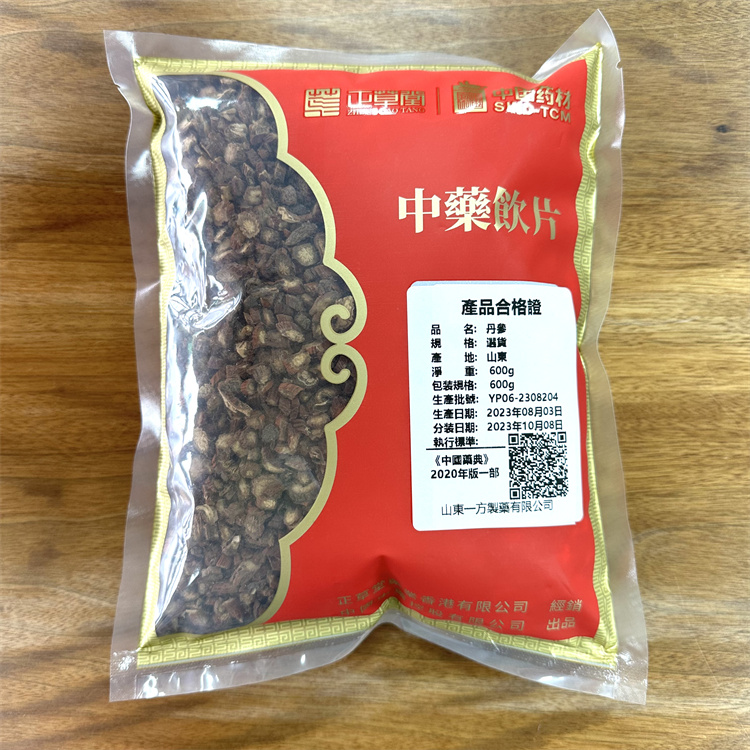 正草堂
中藥飲片
產品合格證
品 名: 丹參
規 格: 選貨
產 地: 山東
淨 重: 600g
包裝規格: 600g
生產批號: YP06-2308204
生產日期: 2023年08月03日
分裝日期: 2023年10月08日
執行標準:
《中國藥典》
2020年版一部
山東一方製藥有限公司
香港有限公司 經銷
有限公司 出品